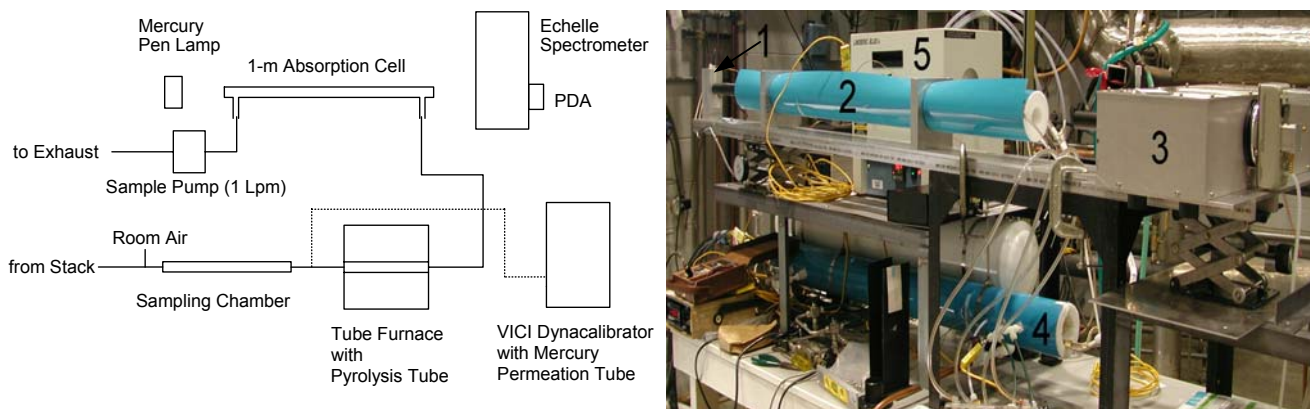 Mercury
Pen Lamp
1-m Absorption Cell
Echelle
Spectrometer
PDA
to Exhaust
Sample Pump (1 Lpm)
Room Air
from Stack
Sampling Chamber
Tube Furnace
with
Pyrolysis Tube
VICI Dynacalibrator
with Mercury
Permeation Tube
1
5
2
3
4